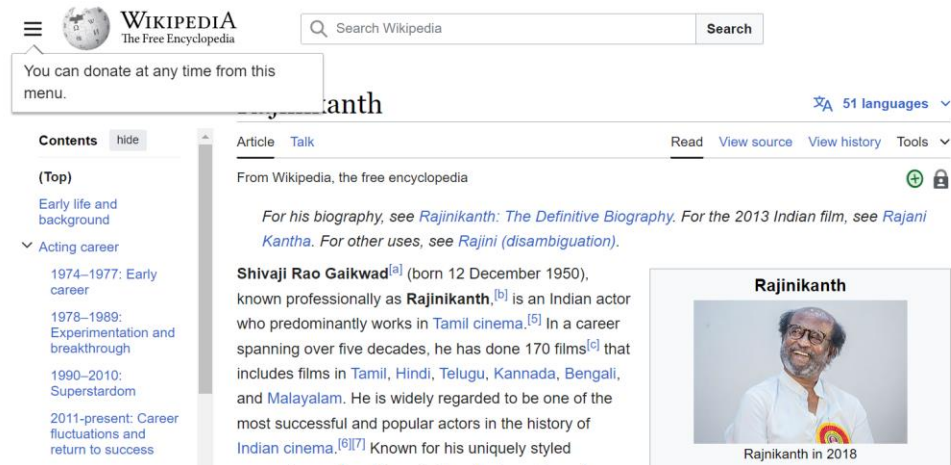 WIKIPEDIA
The Free Encyclopedia
Search Wikipedia
Search
You can donate at any time from this
menu.
anth
51 languages
Contents hide
(Top)
Early life and
background
Acting career
1974–1977: Early
career
1978–1989:
Experimentation and
breakthrough
1990–2010:
Superstardom
2011-present: Career
fluctuations and
return to success
Article Talk
Read View source View history Tools
From Wikipedia, the free encyclopedia
For his biography, see Rajinikanth: The Definitive Biography. For the 2013 Indian film, see Rajani
Kantha. For other uses, see Rajini (disambiguation).
Shivaji Rao Gaikwad[a] (born 12 December 1950),
known professionally as Rajinikanth,[b] is an Indian actor
who predominantly works in Tamil cinema.[5] In a career
spanning over five decades, he has done 170 films[c] that
includes films in Tamil, Hindi, Telugu, Kannada, Bengali,
and Malayalam. He is widely regarded to be one of the
most successful and popular actors in the history of
Indian cinema.[6][7] Known for his uniquely styled
Rajinikanth
Rajinikanth in 2018